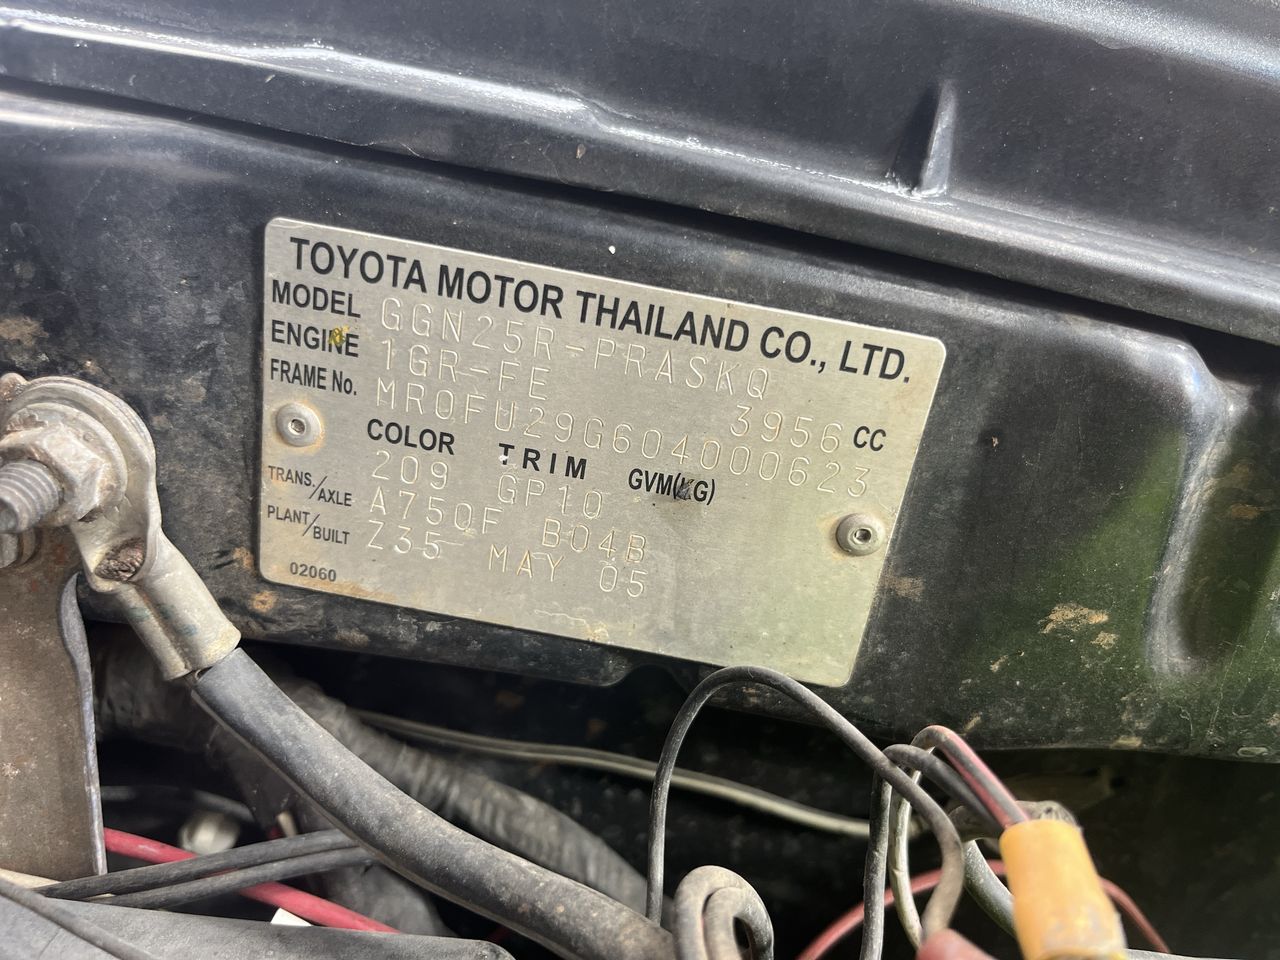 TOYOTA MOTOR THAILAND CO., LTD.
MODEL GGN25R-PRASKQ
ENGINE 1GR-FE 3956 CC
FRAME No. MR0FU29G604000623
COLOR TRIM GVM(KG)
209 GP10
TRANS./AXLE A750F B04B
PLANT/BUILT Z35 MAY 05
02060